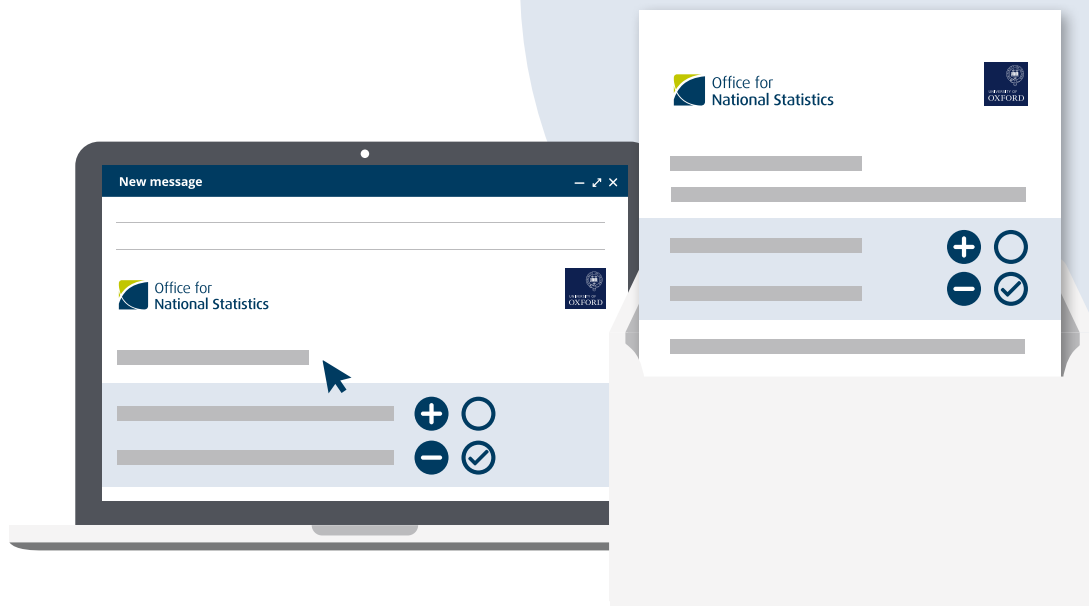 New message
Office for
National Statistics
UNIVERSITY OF
OXFORD
Office for
National Statistics
UNIVERSITY OF
OXFORD